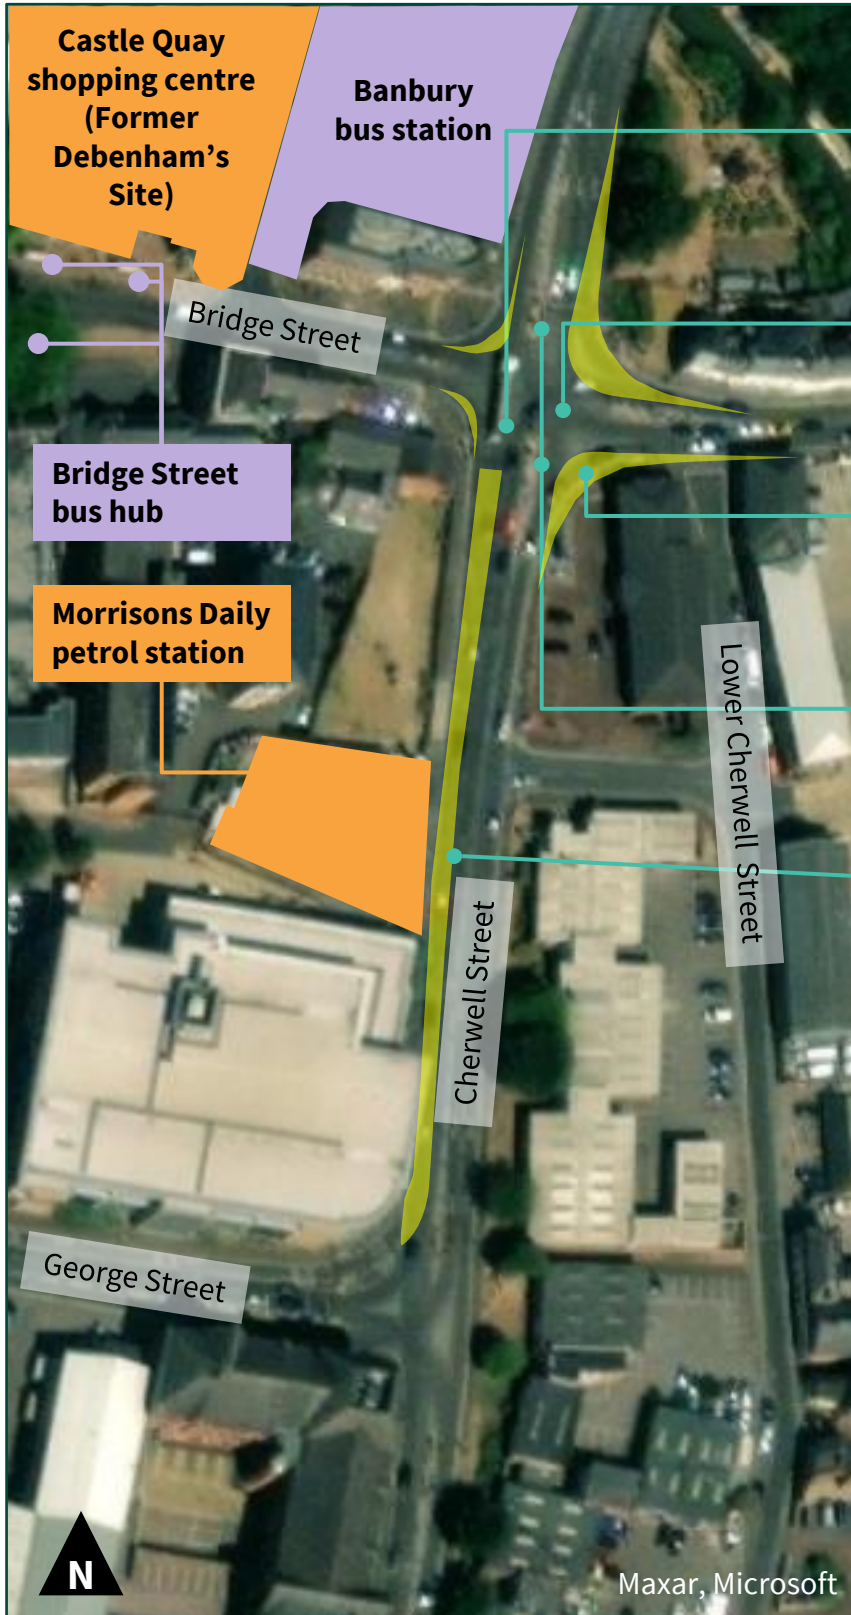 Castle Quay
shopping centre
(Former
Debenham’s
Site)
Banbury
bus station
Bridge Street
Bridge Street
bus hub
Morrisons Daily
petrol station
Lower Cherwell Street
Cherwell Street
George Street
N
Maxar, Microsoft